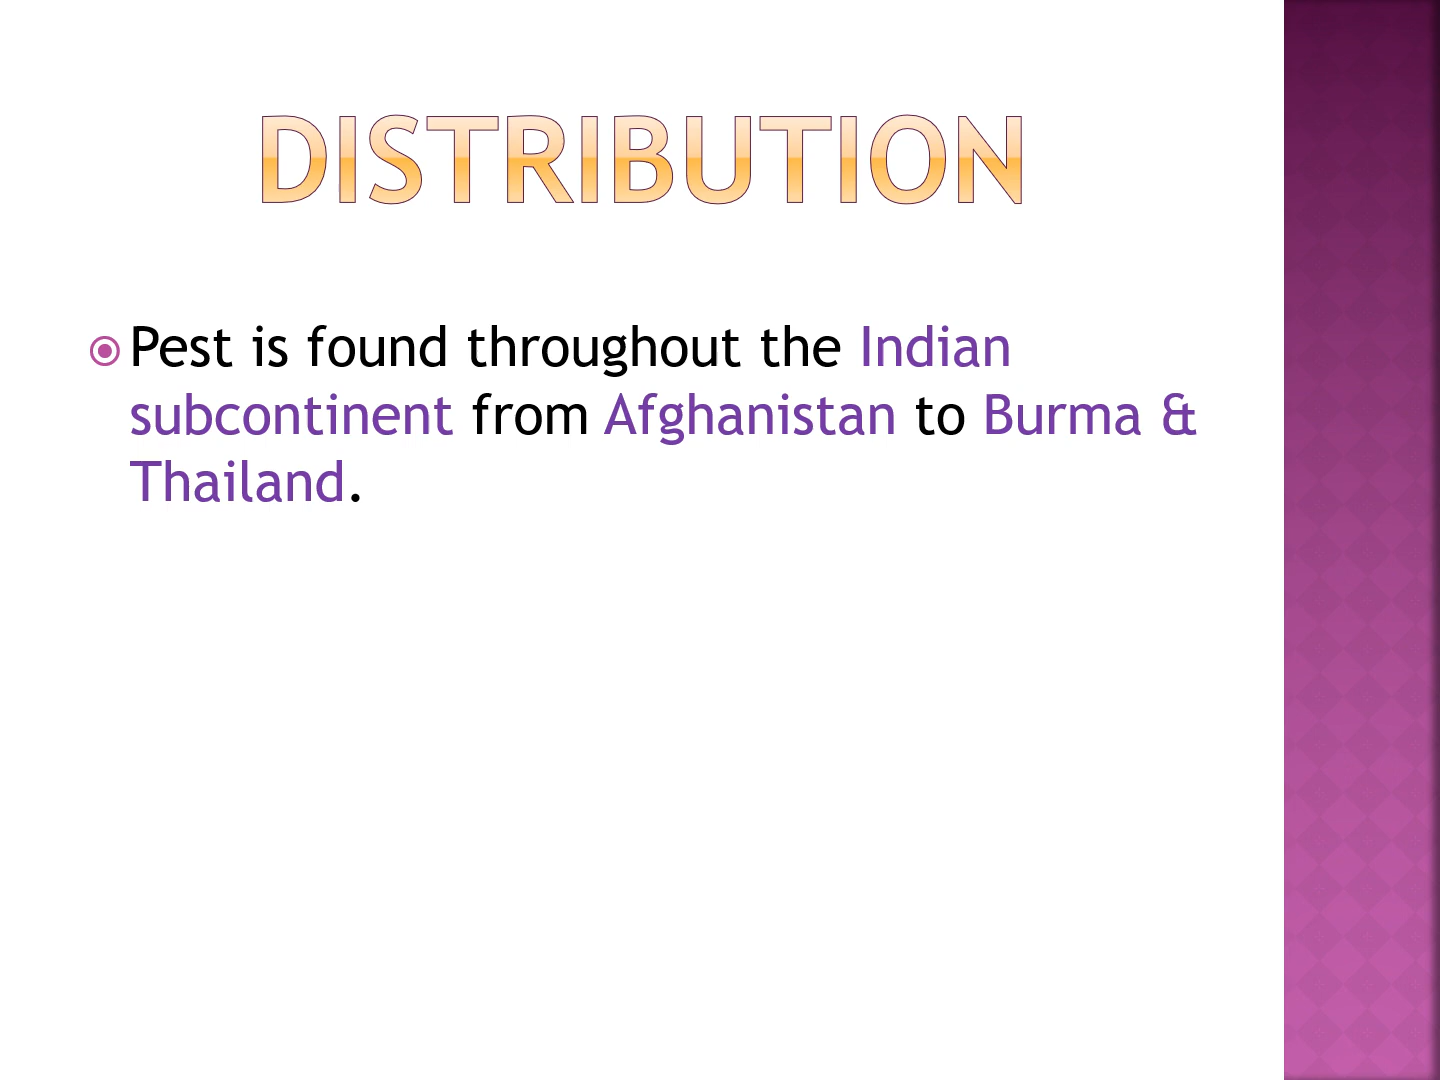 DISTRIBUTION
Pest is found throughout the Indian
subcontinent from Afghanistan to Burma &
Thailand.